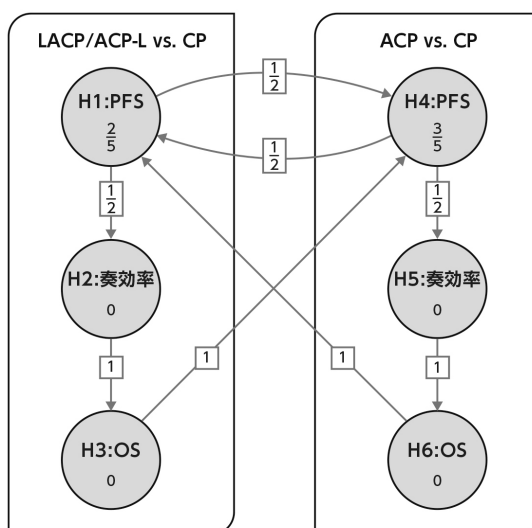 LACP/ACP-L vs. CP
ACP vs. CP
H1:PFS
2/5
1/2
1/2
H4:PFS
3/5
1/2
1/2
H2:奏効率
0
H5:奏効率
0
1
1
1
1
H3:OS
0
H6:OS
0